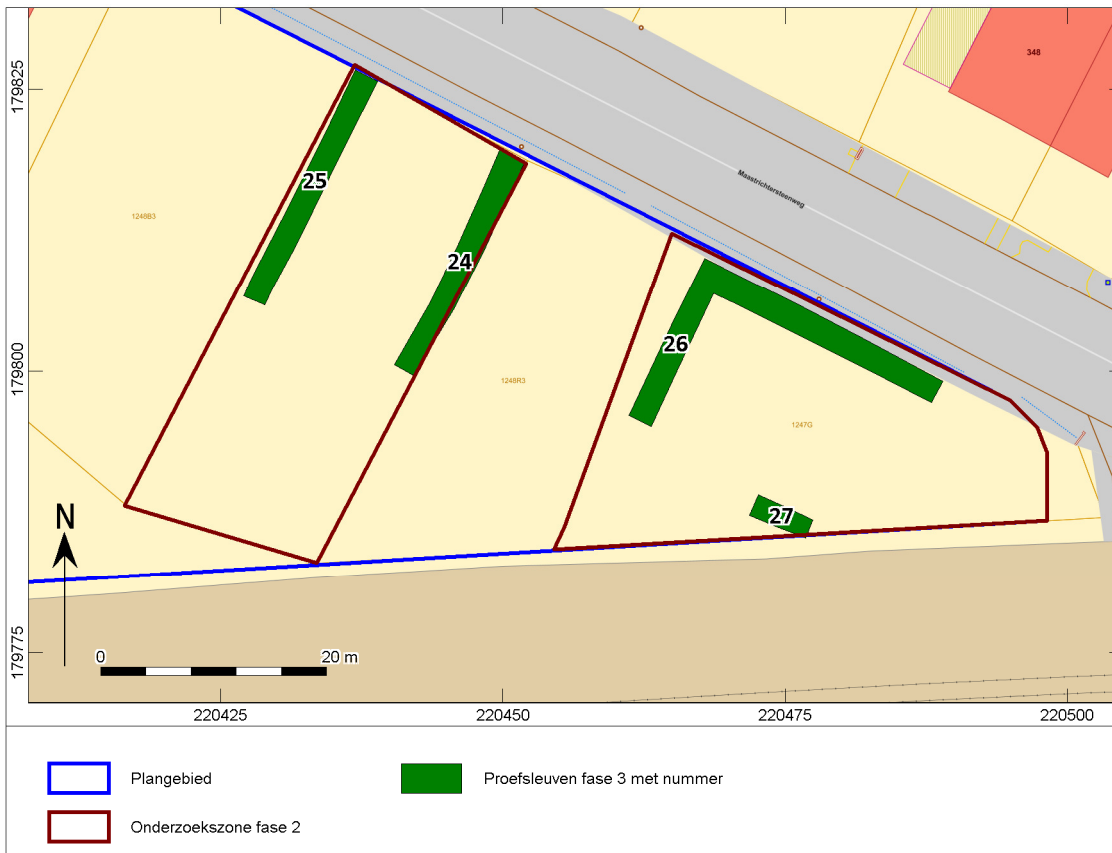 348
179825
Maastrichtersteenweg
25
1248B3
24
26
179800
1248R3
1247G
27
N
179775
0 20 m
220425 220450 220475 220500
Plangebied
Proefsleuven fase 3 met nummer
Onderzoekszone fase 2